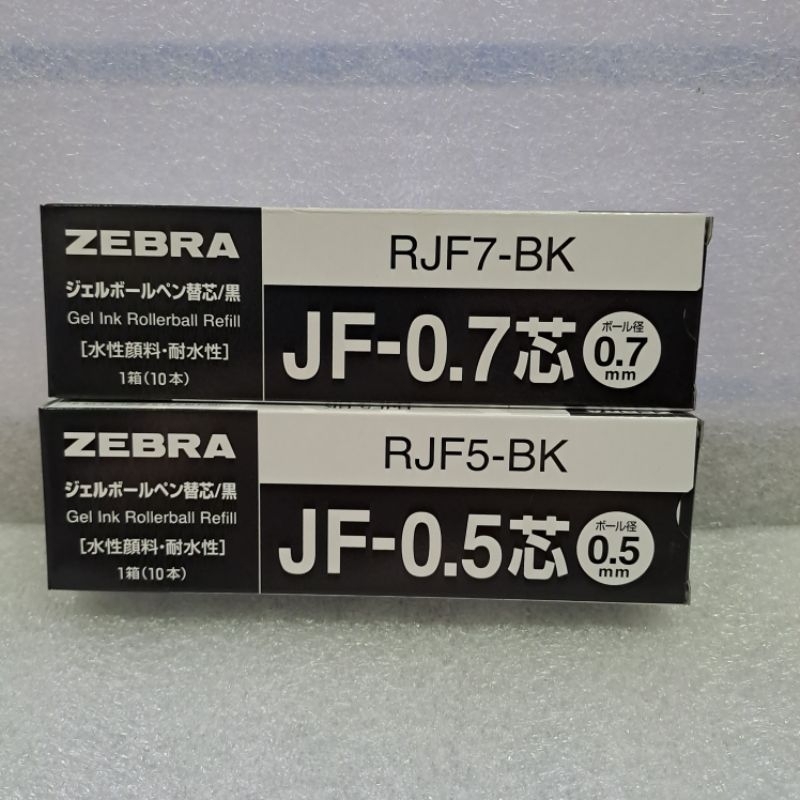 ZEBRA
ジェルボールペン替芯/黒
Gel Ink Rollerball Refill
[水性顔料・耐水性]
1箱(10本)
RJF7-BK
JF-0.7芯
ボール径
0.7
mm
ZEBRA
ジェルボールペン替芯/黒
Gel Ink Rollerball Refill
[水性顔料・耐水性]
1箱(10本)
RJF5-BK
JF-0.5芯
ボール径
0.5
mm